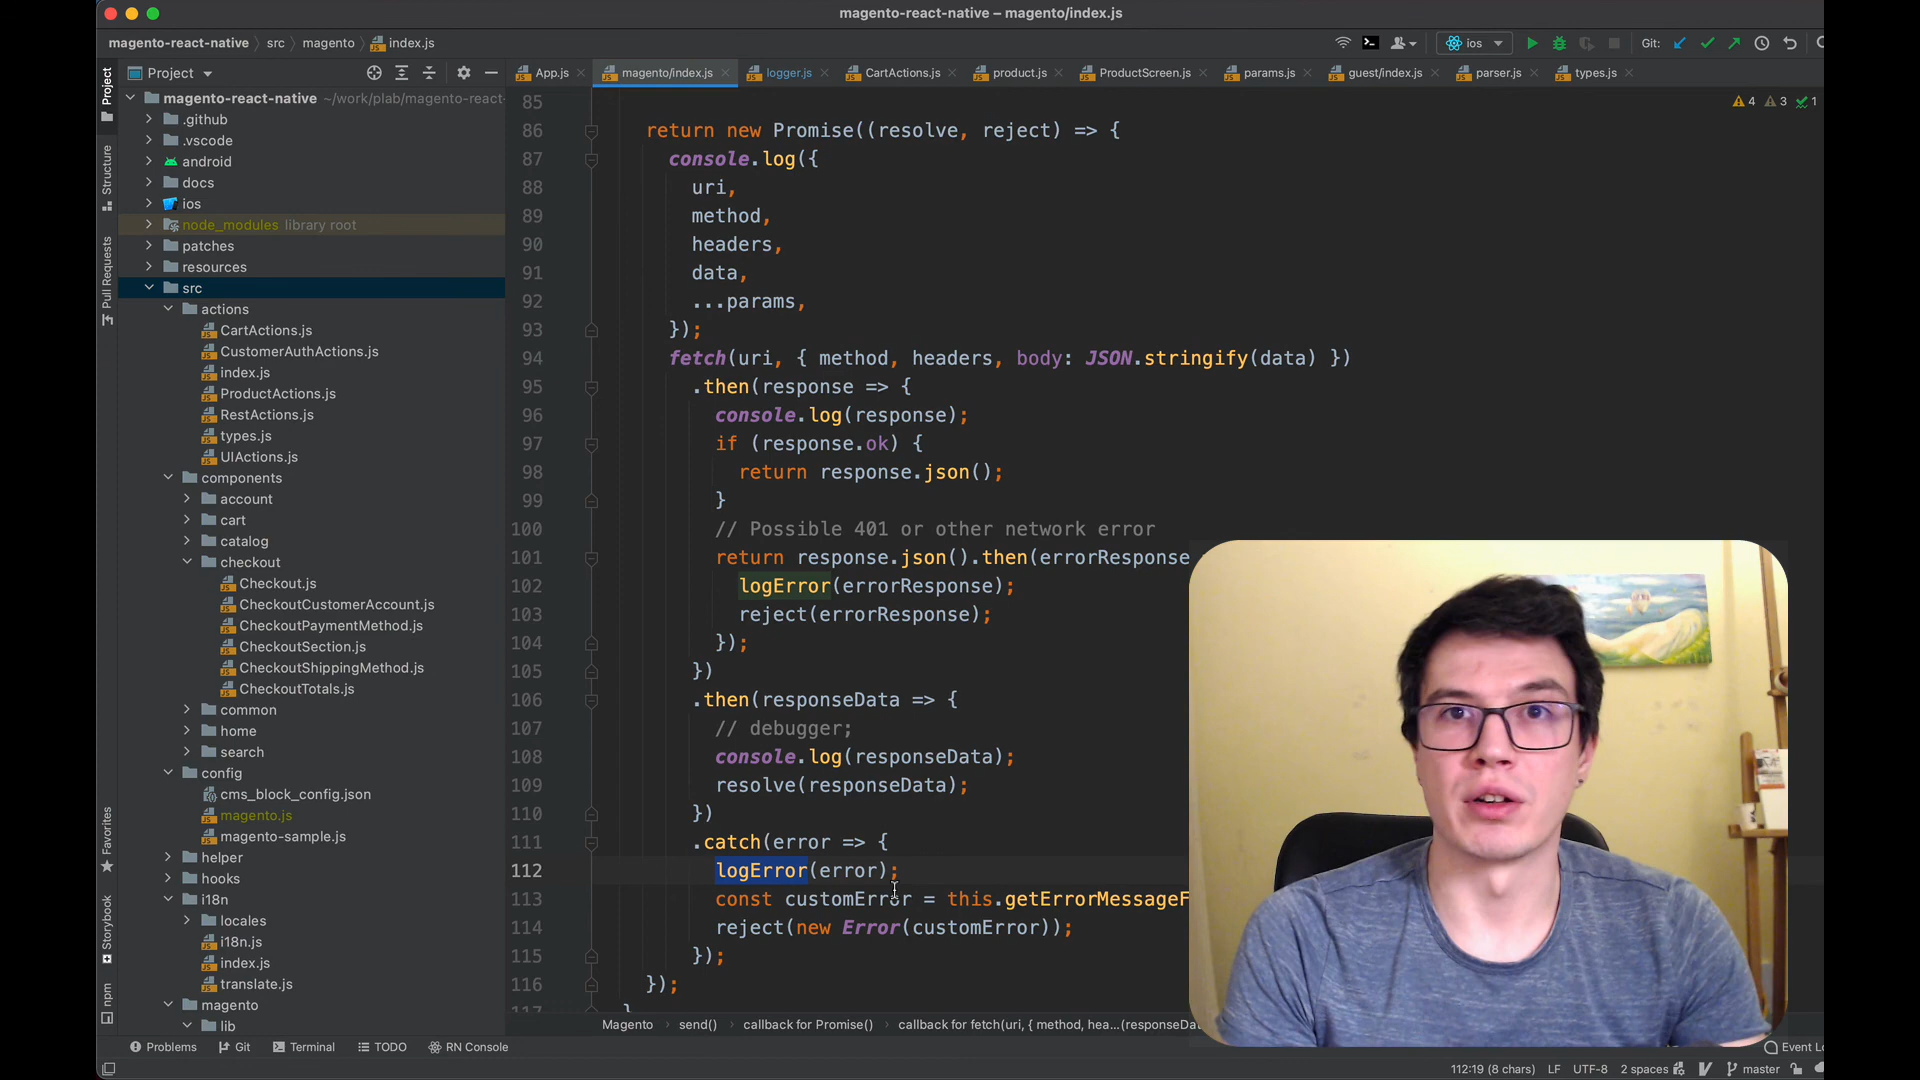 magento-react-native – magento/index.js
magento-react-native
src
magento
index.js
ios
Git:
Project
App.js
magento/index.js
logger.js
CartActions.js
product.js
ProductScreen.js
params.js
guest/index.js
parser.js
types.js
4
3
1
Project
Structure
Pull Requests
Favorites
Storybook
npm
magento-react-native ~/work/plab/magento-react-
.github
.vscode
android
docs
ios
node_modules library root
patches
resources
src
actions
CartActions.js
CustomerAuthActions.js
index.js
ProductActions.js
RestActions.js
types.js
UIActions.js
components
account
cart
catalog
checkout
Checkout.js
CheckoutCustomerAccount.js
CheckoutPaymentMethod.js
CheckoutSection.js
CheckoutShippingMethod.js
CheckoutTotals.js
common
home
search
config
cms_block_config.json
magento.js
magento-sample.js
helper
hooks
i18n
locales
i18n.js
index.js
translate.js
magento
lib
85
86 return new Promise((resolve, reject) => {
87 console.log({
88 uri,
89 method,
90 headers,
91 data,
92 ...params,
93 });
94 fetch(uri, { method, headers, body: JSON.stringify(data) })
95 .then(response => {
96 console.log(response);
97 if (response.ok) {
98 return response.json();
99 }
100 // Possible 401 or other network error
101 return response.json().then(errorResponse
102 logError(errorResponse);
103 reject(errorResponse);
104 });
105 })
106 .then(responseData => {
107 // debugger;
108 console.log(responseData);
109 resolve(responseData);
110 })
111 .catch(error => {
112 logError(error);
113 const customError = this.getErrorMessageF
114 reject(new Error(customError));
115 });
116 });
117 }
Magento
send()
callback for Promise()
callback for fetch(uri, { method, hea...(responseDa
Problems
Git
Terminal
TODO
RN Console
Event Lo
112:19 (8 chars)
LF
UTF-8
2 spaces
master